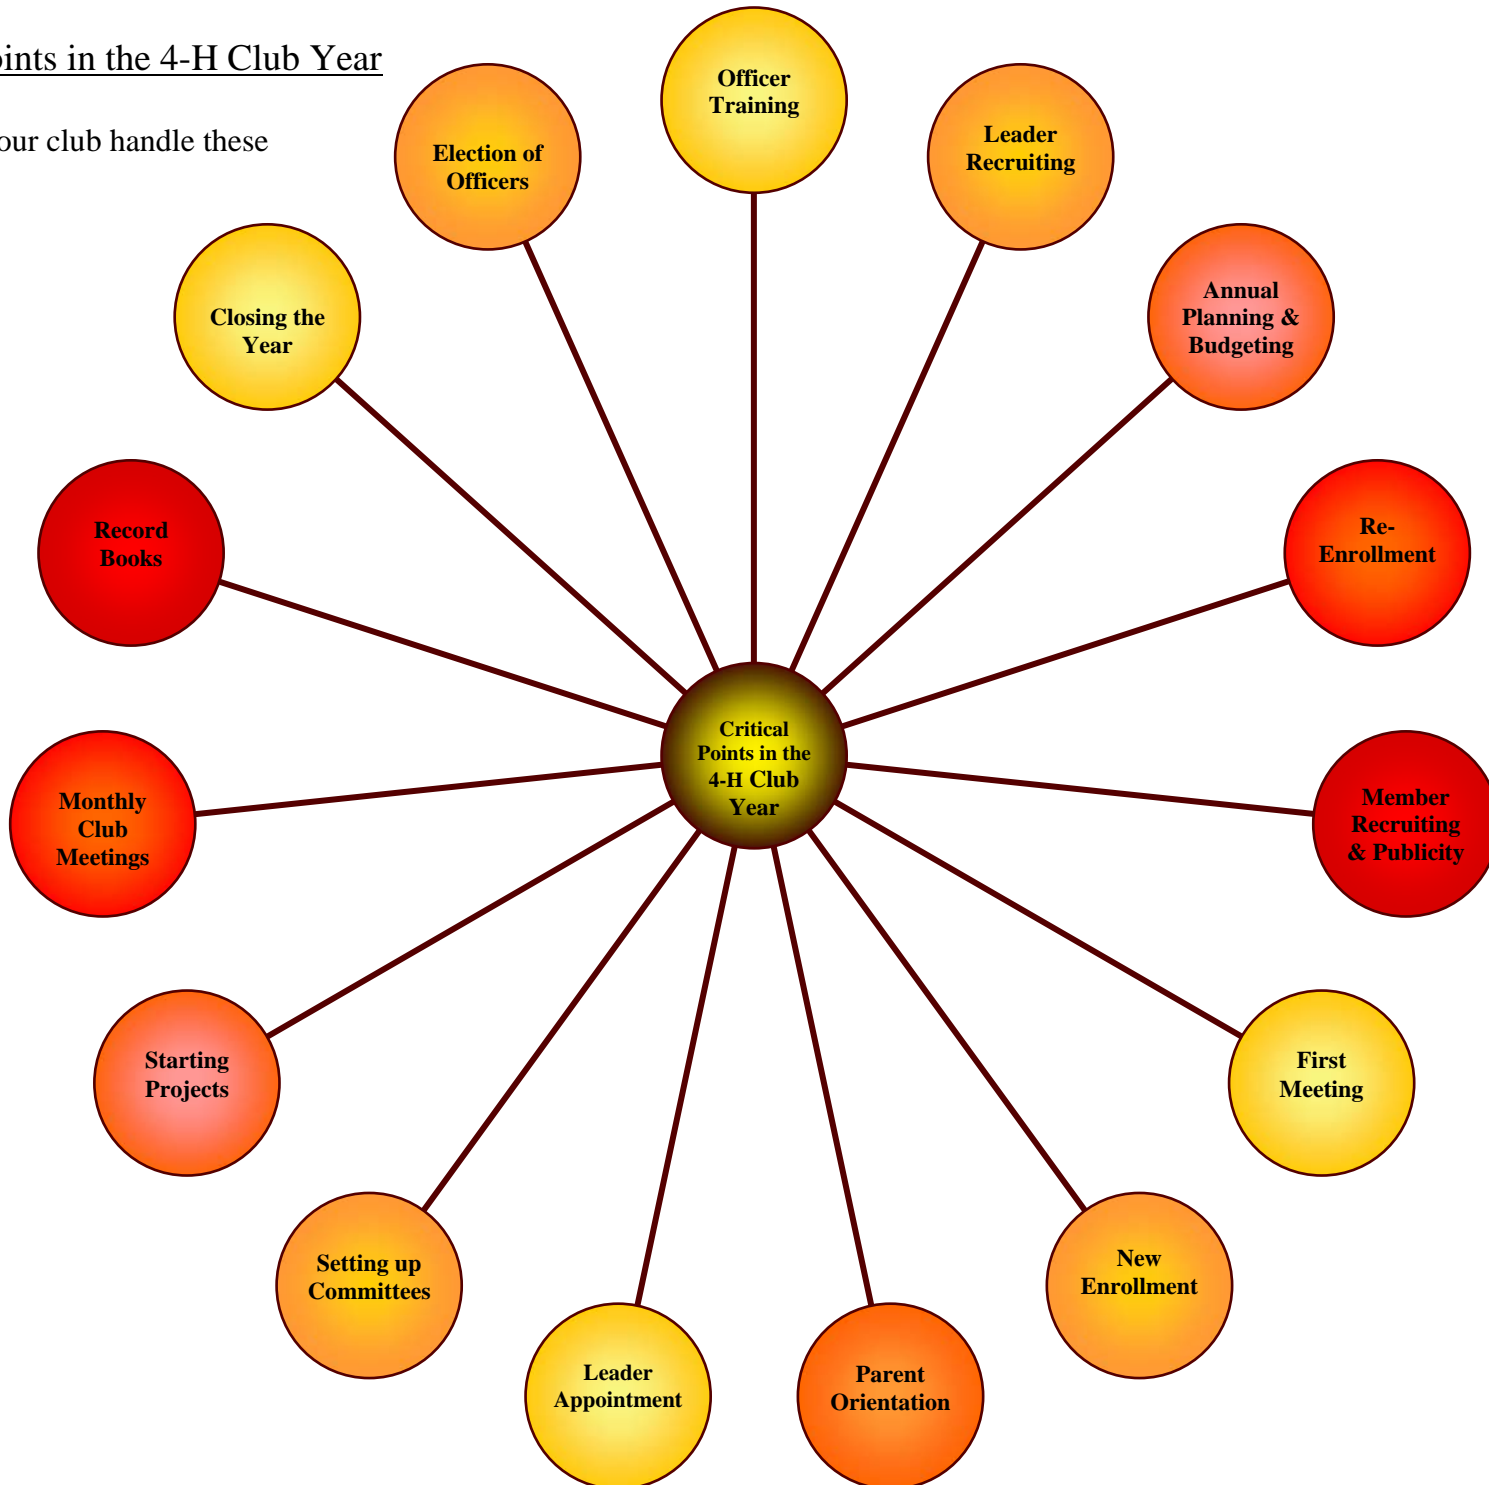 ints in the 4-H Club Year
our club handle these
Officer
Training
Leader
Recruiting
Annual
Planning &
Budgeting
Re-
Enrollment
Member
Recruiting
& Publicity
First
Meeting
New
Enrollment
Parent
Orientation
Leader
Appointment
Setting up
Committees
Starting
Projects
Monthly
Club
Meetings
Record
Books
Closing the
Year
Election of
Officers
Critical
Points in the
4-H Club
Year